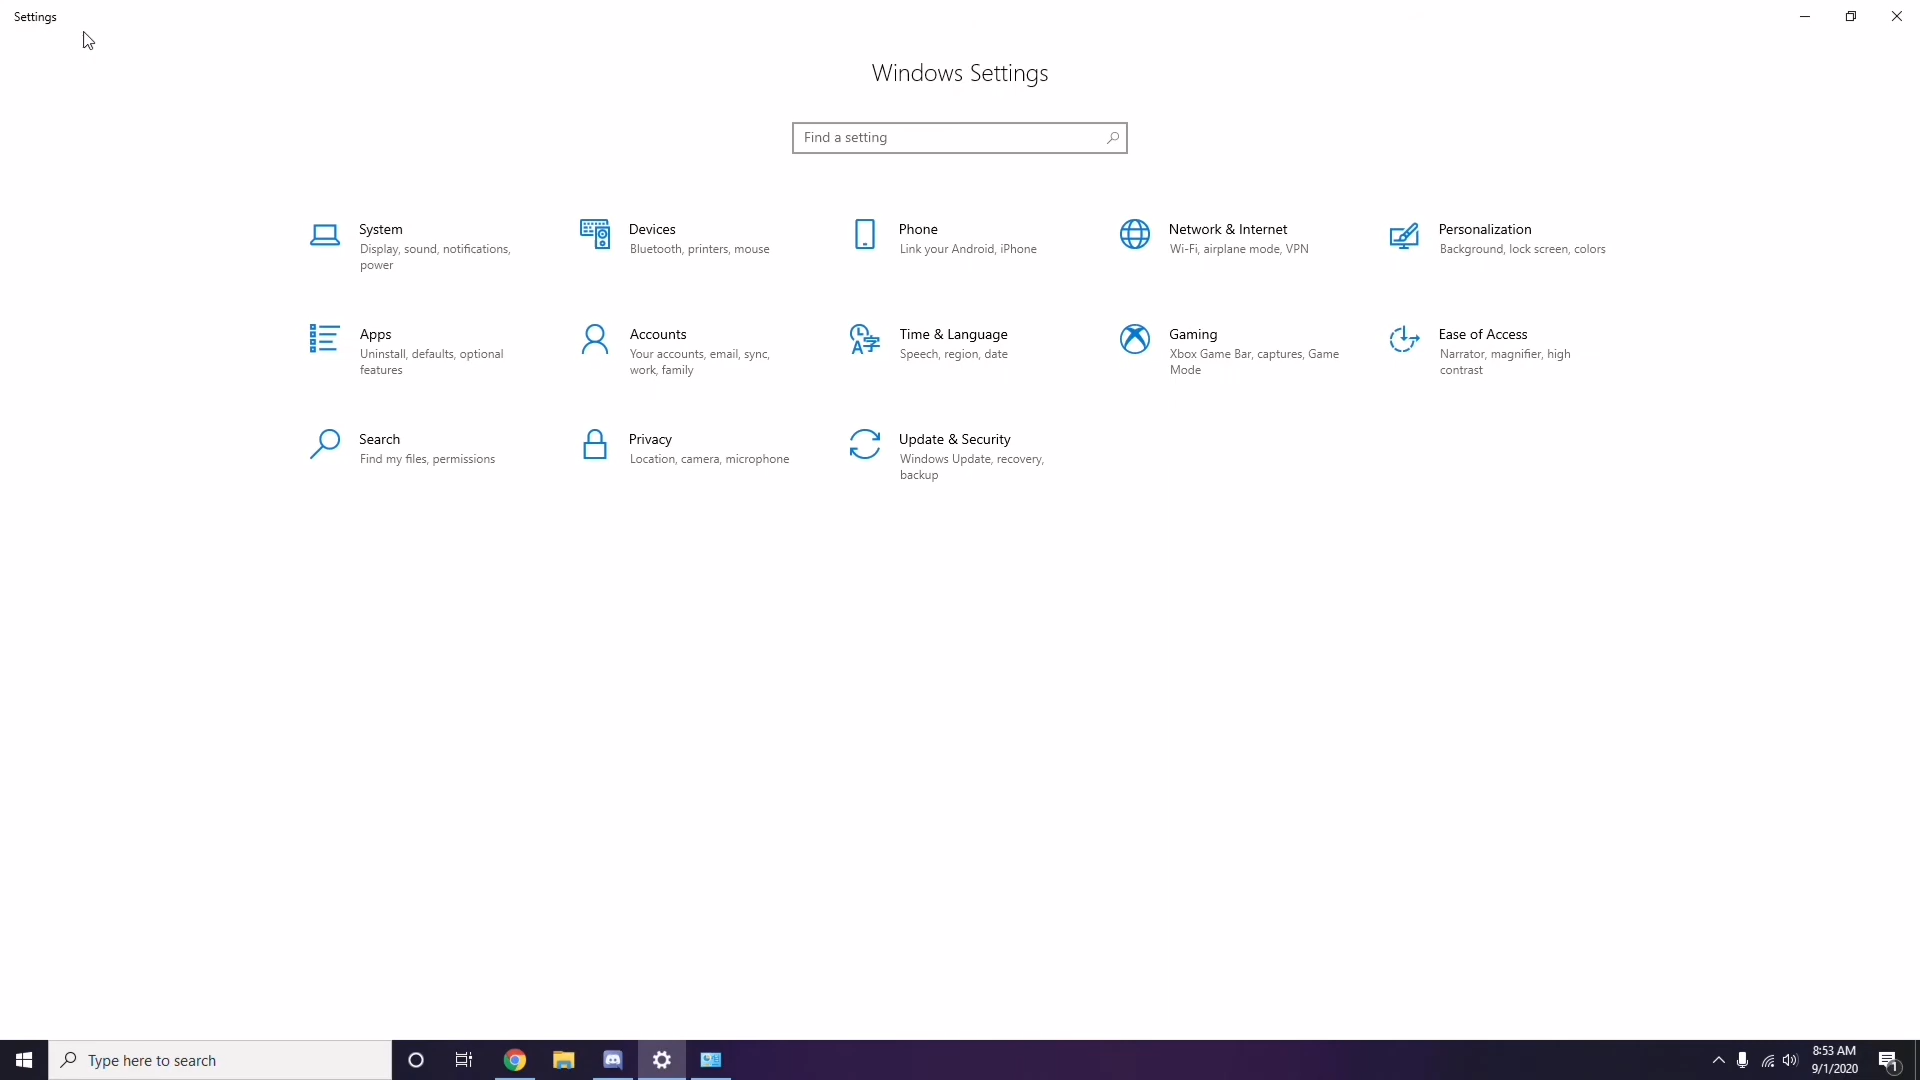 Settings
Windows Settings
Find a setting
System
Display, sound, notifications,
power
Devices
Bluetooth, printers, mouse
Phone
Link your Android, iPhone
Network & Internet
Wi-Fi, airplane mode, VPN
Personalization
Background, lock screen, colors
Apps
Uninstall, defaults, optional
features
Accounts
Your accounts, email, sync,
work, family
Time & Language
Speech, region, date
Gaming
Xbox Game Bar, captures, Game
Mode
Ease of Access
Narrator, magnifier, high
contrast
Search
Find my files, permissions
Privacy
Location, camera, microphone
Update & Security
Windows Update, recovery,
backup
Type here to search
8:53 AM
9/1/2020
1